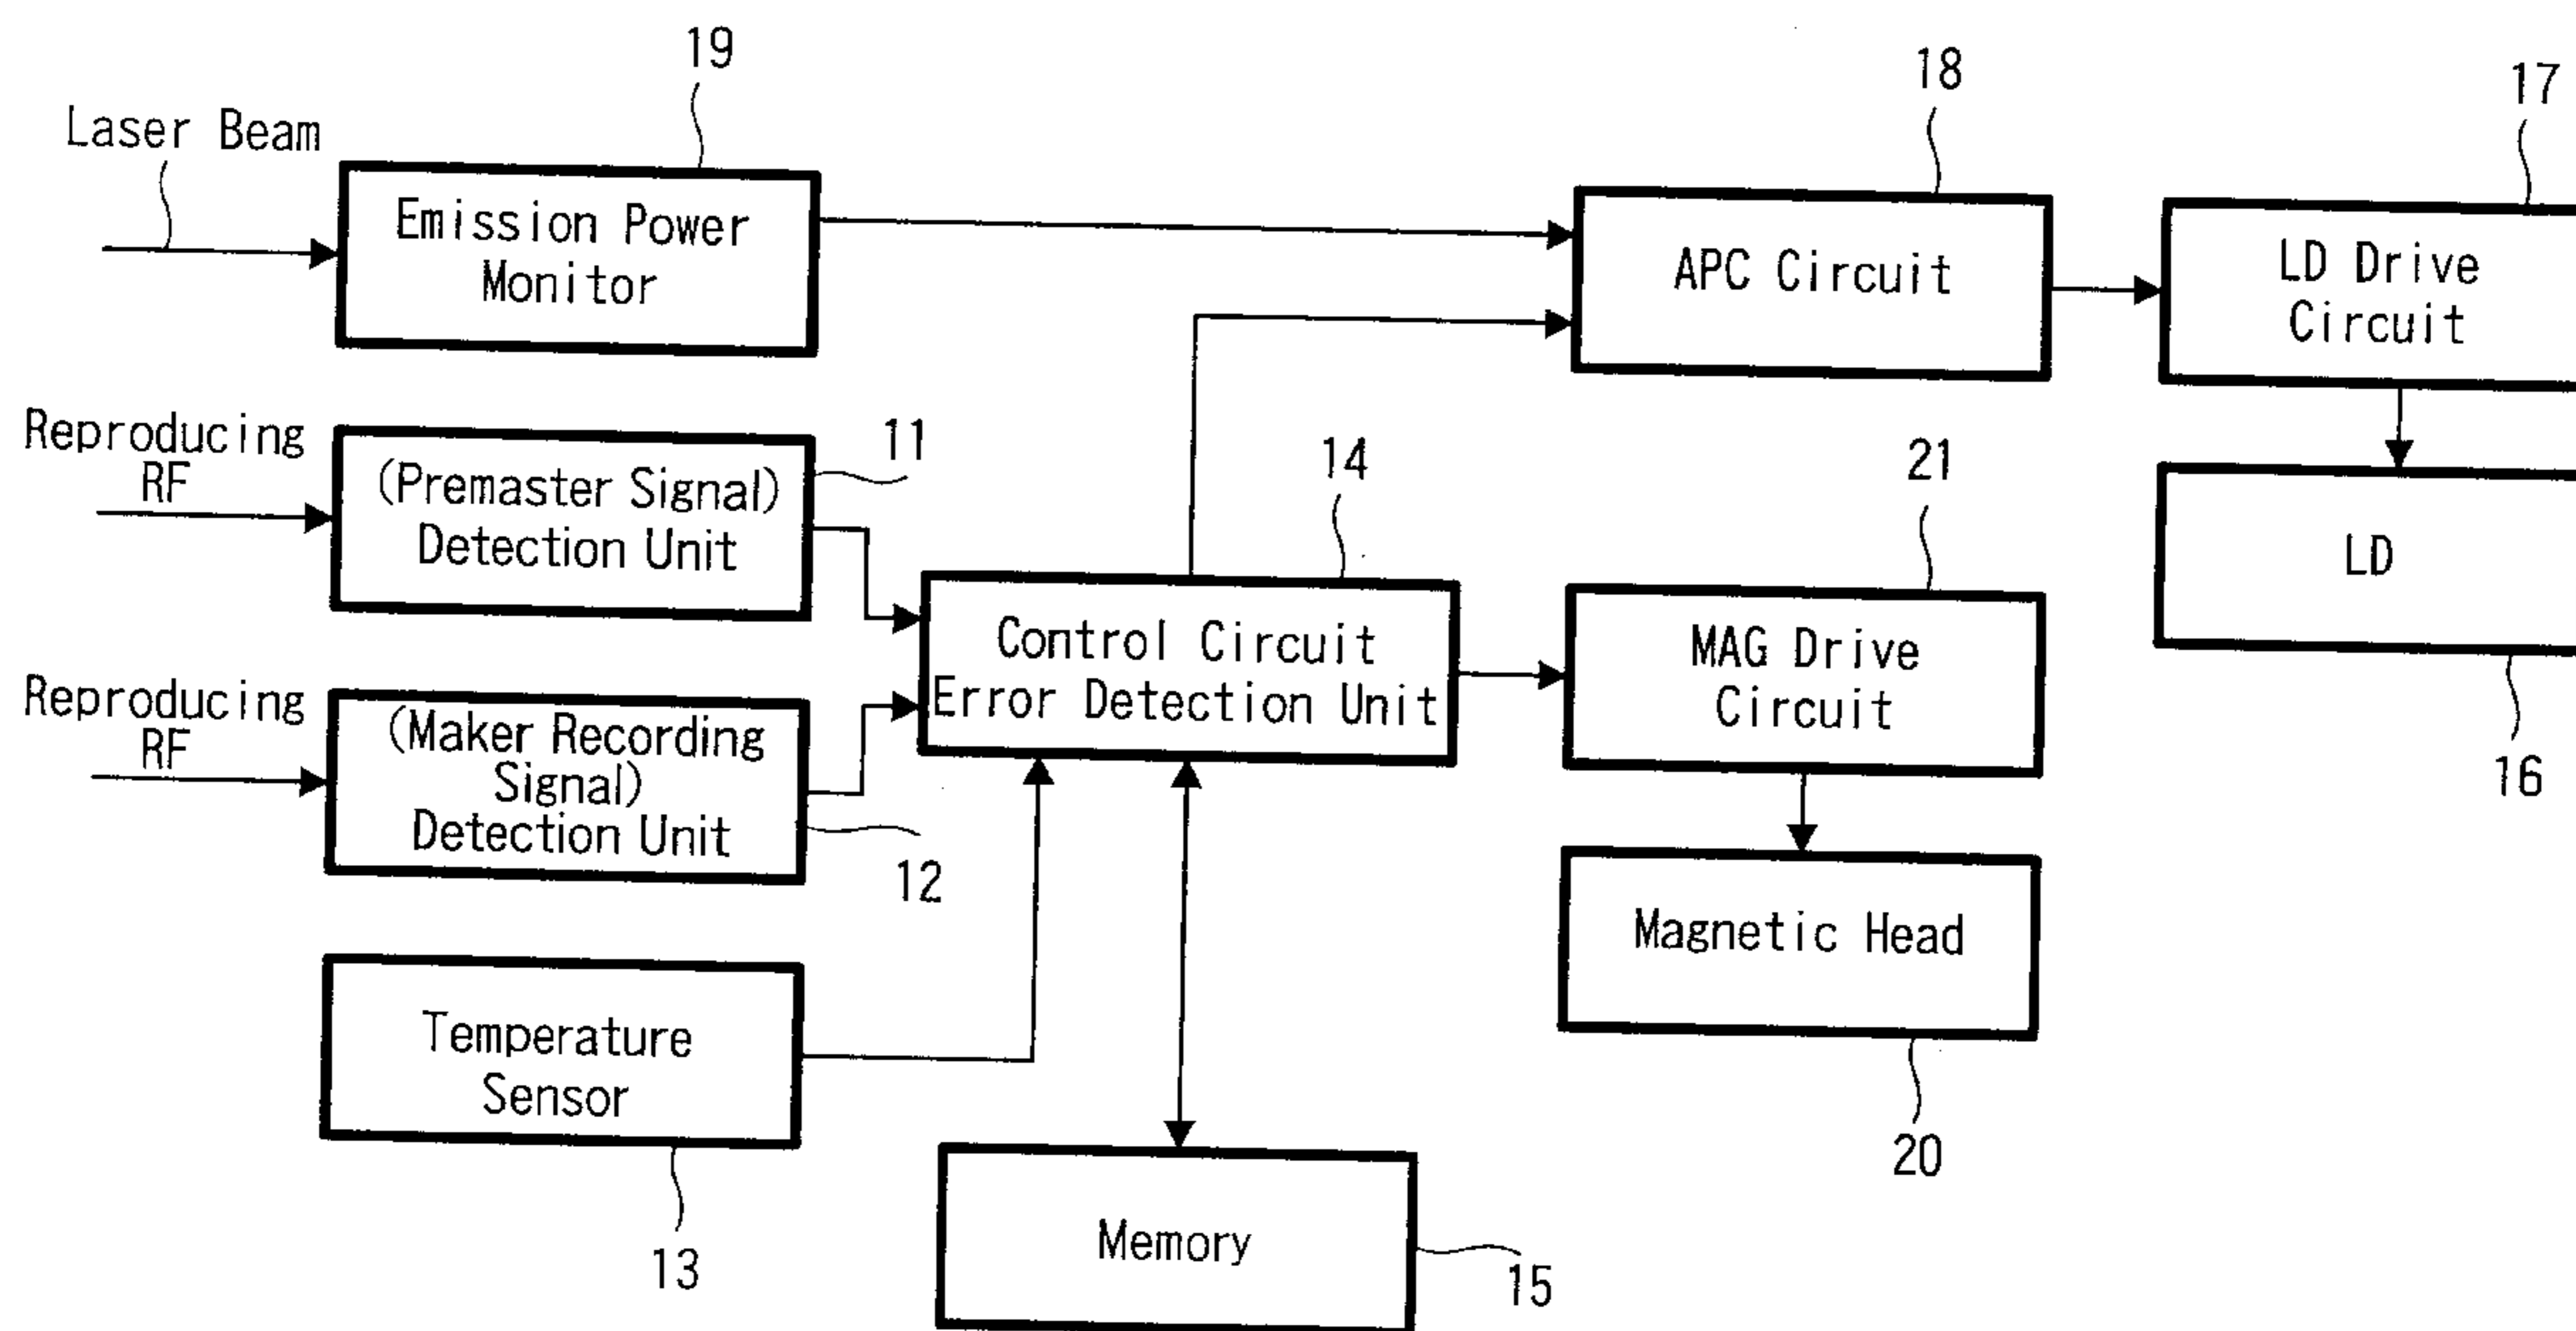 19
Laser Beam
Emission Power
Monitor
18
APC Circuit
17
LD Drive
Circuit
Reproducing
RF
11
(Premaster Signal)
Detection Unit
14
Control Circuit
Error Detection Unit
21
MAG Drive
Circuit
LD
16
Reproducing
RF
(Maker Recording
Signal)
Detection Unit
12
Magnetic Head
20
Temperature
Sensor
13
Memory
15